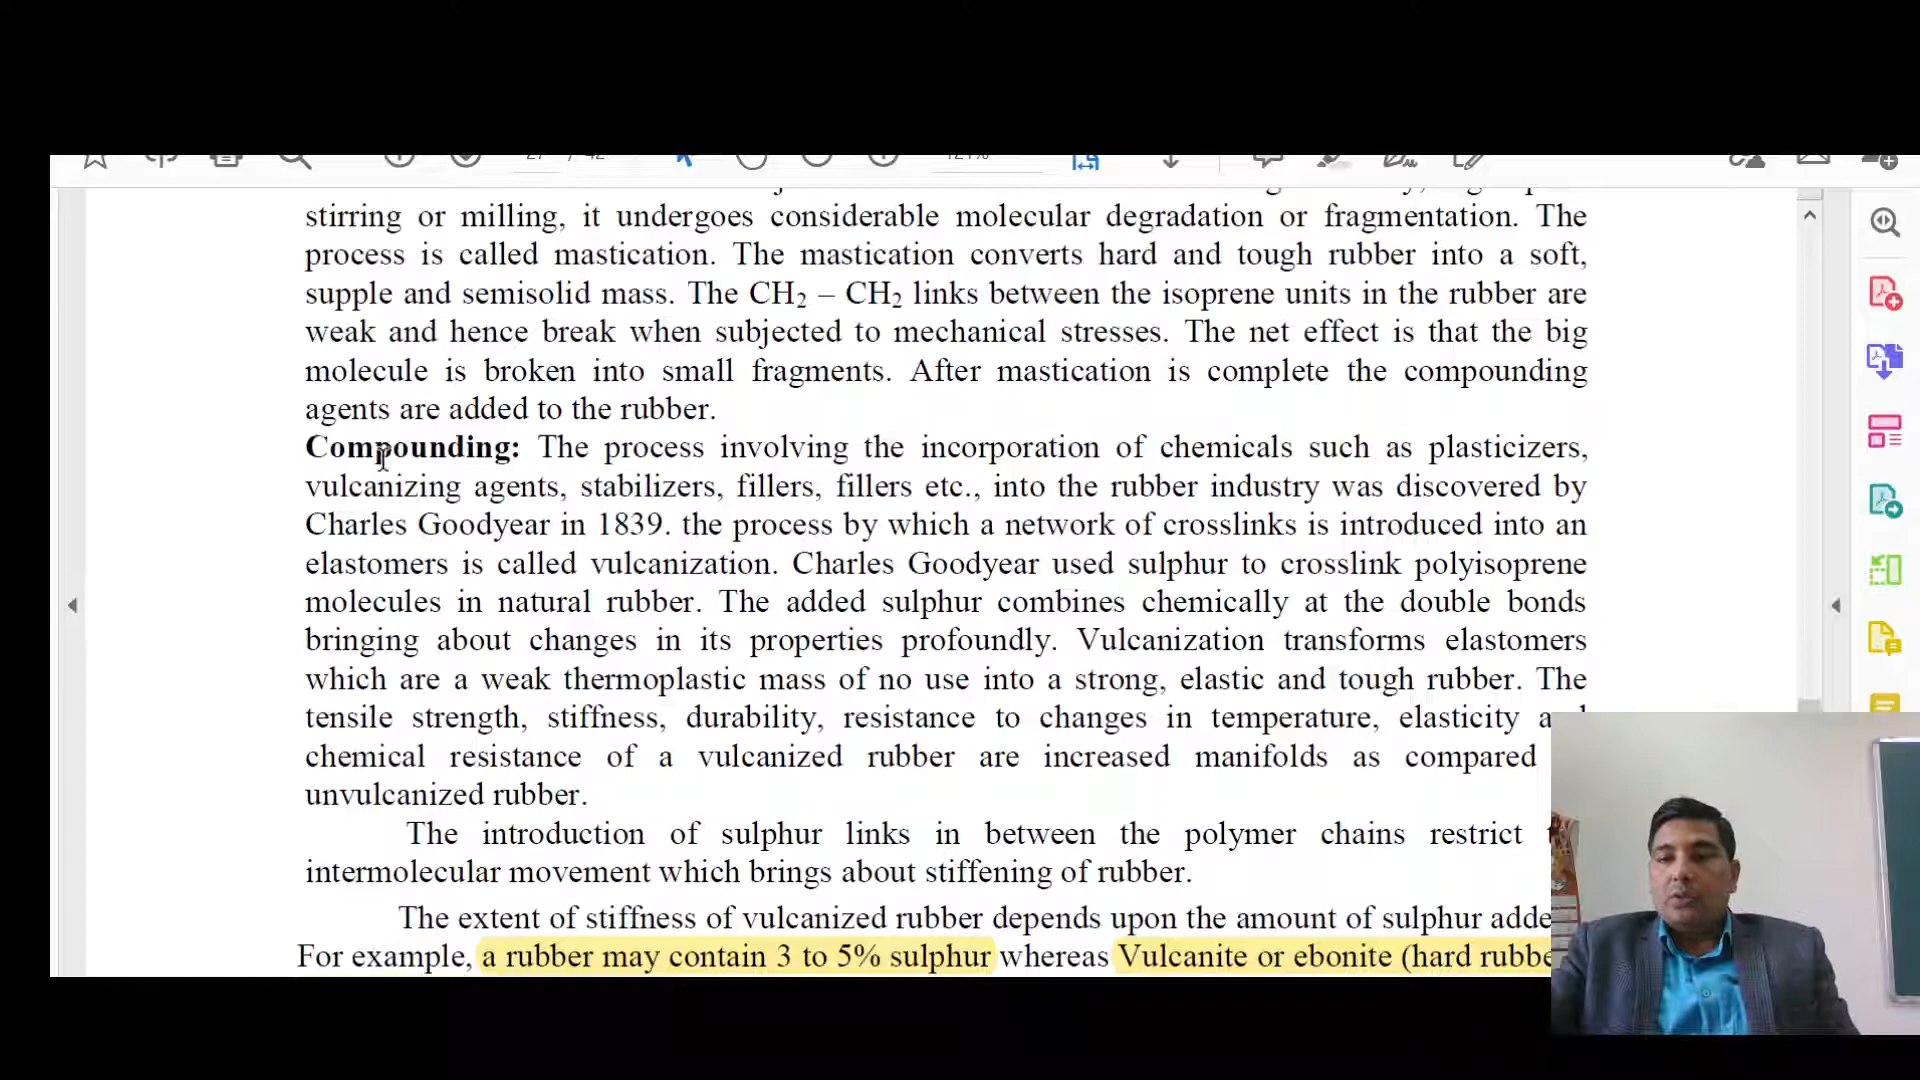 stirring or milling, it undergoes considerable molecular degradation or fragmentation. The
process is called mastication. The mastication converts hard and tough rubber into a soft,
supple and semisolid mass. The CH₂ – CH₂ links between the isoprene units in the rubber are
weak and hence break when subjected to mechanical stresses. The net effect is that the big
molecule is broken into small fragments. After mastication is complete the compounding
agents are added to the rubber.
Compounding: The process involving the incorporation of chemicals such as plasticizers,
vulcanizing agents, stabilizers, fillers, fillers etc., into the rubber industry was discovered by
Charles Goodyear in 1839. the process by which a network of crosslinks is introduced into an
elastomers is called vulcanization. Charles Goodyear used sulphur to crosslink polyisoprene
molecules in natural rubber. The added sulphur combines chemically at the double bonds
bringing about changes in its properties profoundly. Vulcanization transforms elastomers
which are a weak thermoplastic mass of no use into a strong, elastic and tough rubber. The
tensile strength, stiffness, durability, resistance to changes in temperature, elasticity
chemical resistance of a vulcanized rubber are increased manifolds as compared
unvulcanized rubber.
The introduction of sulphur links in between the polymer chains restrict
intermolecular movement which brings about stiffening of rubber.
The extent of stiffness of vulcanized rubber depends upon the amount of sulphur adde
For example, a rubber may contain 3 to 5% sulphur whereas Vulcanite or ebonite (hard rubbe